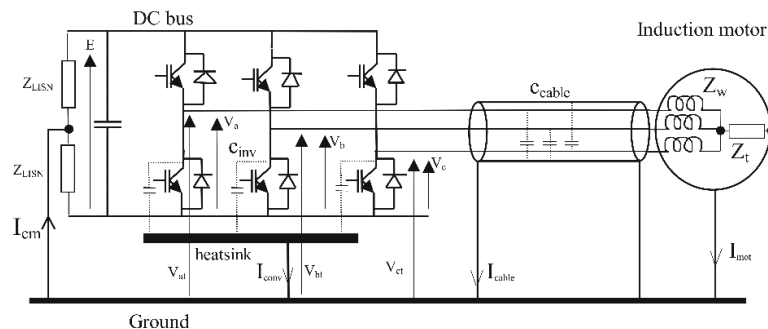 DC bus
Induction motor
E
Z_LISN
c_cable
Z_w
V_a
V_b
c_inv
Z_t
Z_LISN
V_c
I_cm
heatsink
V_at
I_conv
V_bt
V_ct
I_cable
I_mot
Ground